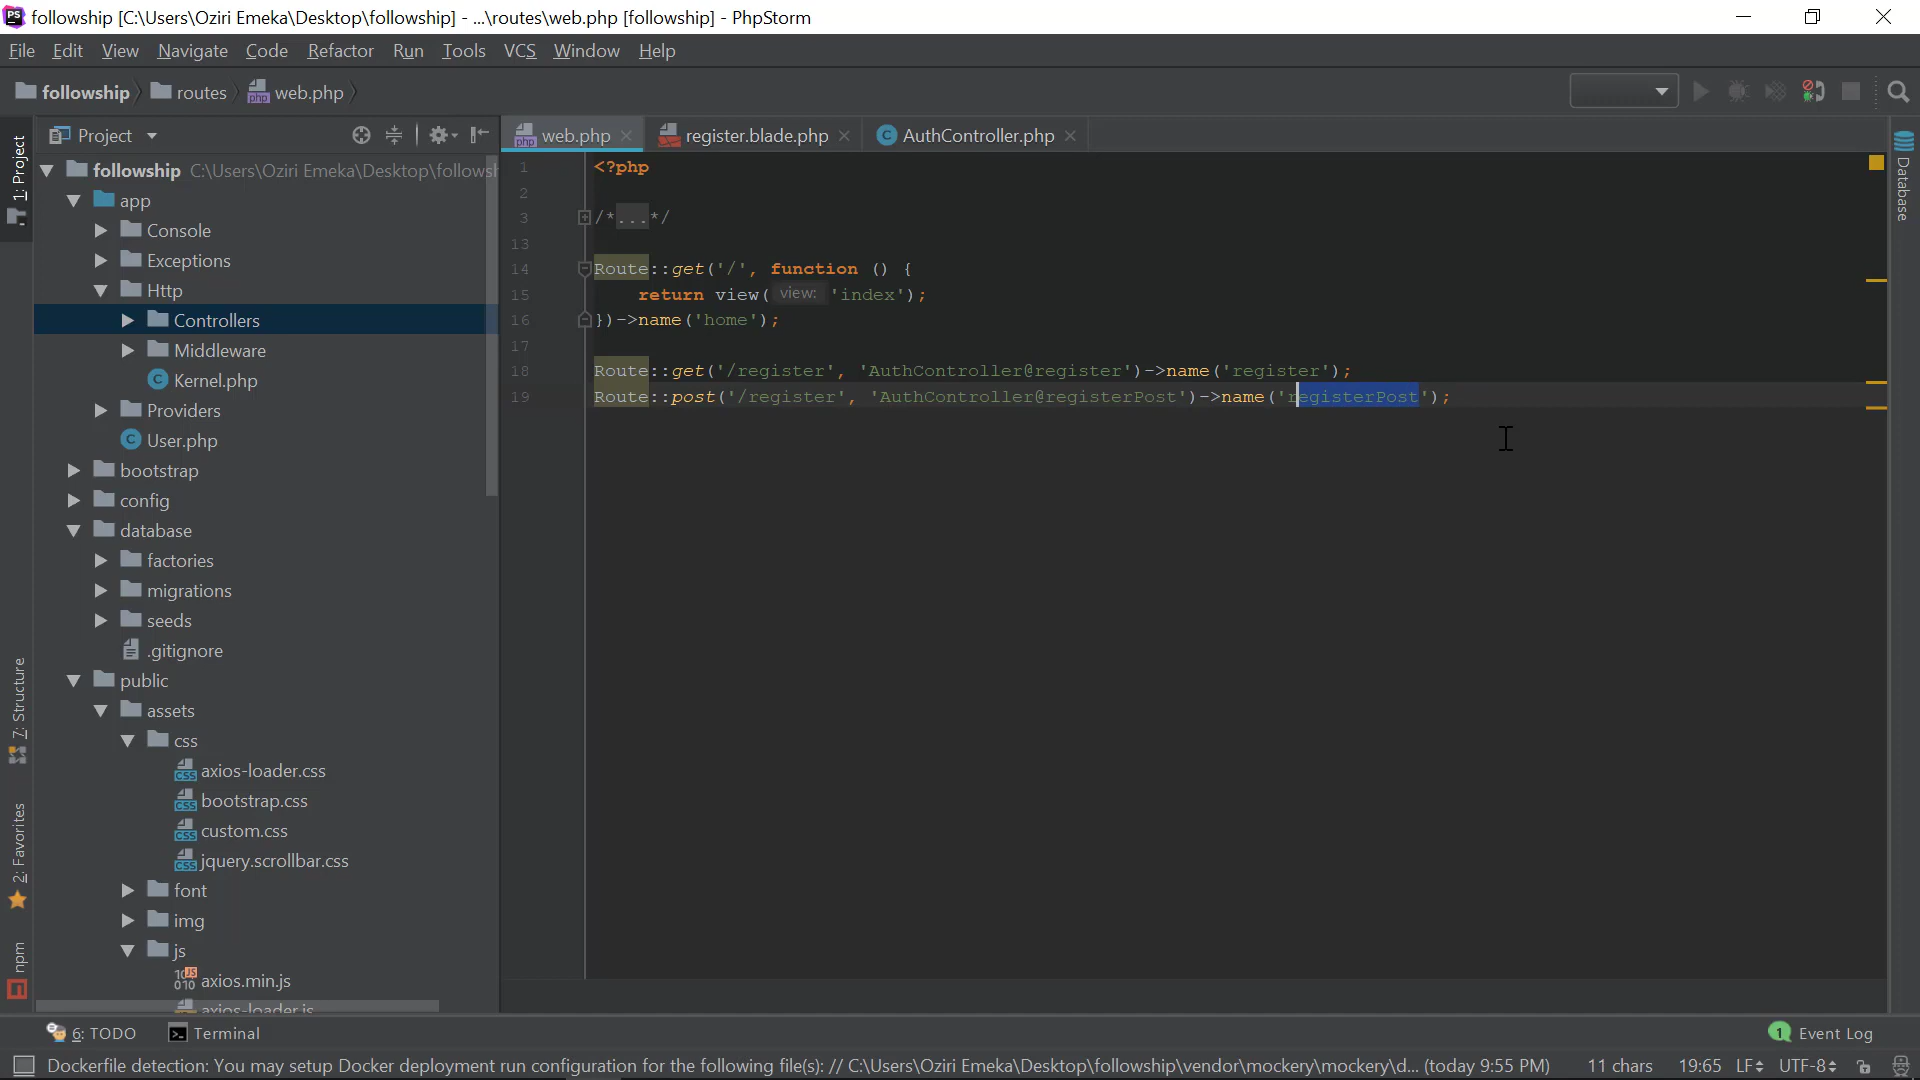 followship [C:\Users\Oziri Emeka\Desktop\followship] - ...\routes\web.php [followship] - PhpStorm
File Edit View Navigate Code Refactor Run Tools VCS Window Help
followship routes web.php
Project
web.php register.blade.php AuthController.php
1: Project
7: Structure
2: Favorites
npm
Database
followship C:\Users\Oziri Emeka\Desktop\follows
app
Console
Exceptions
Http
Controllers
Middleware
Kernel.php
Providers
User.php
bootstrap
config
database
factories
migrations
seeds
.gitignore
public
assets
css
axios-loader.css
bootstrap.css
custom.css
jquery.scrollbar.css
font
img
js
axios.min.js
axios-loader.js
1 <?php
2
3 /*...*/
13
14 Route::get('/', function () {
15 return view( view: 'index');
16 })->name('home');
17
18 Route::get('/register', 'AuthController@register')->name('register');
19 Route::post('/register', 'AuthController@registerPost')->name('registerPost');
6: TODO Terminal 1 Event Log
Dockerfile detection: You may setup Docker deployment run configuration for the following file(s): // C:\Users\Oziri Emeka\Desktop\followship\vendor\mockery\mockery\d... (today 9:55 PM) 11 chars 19:65 LF UTF-8